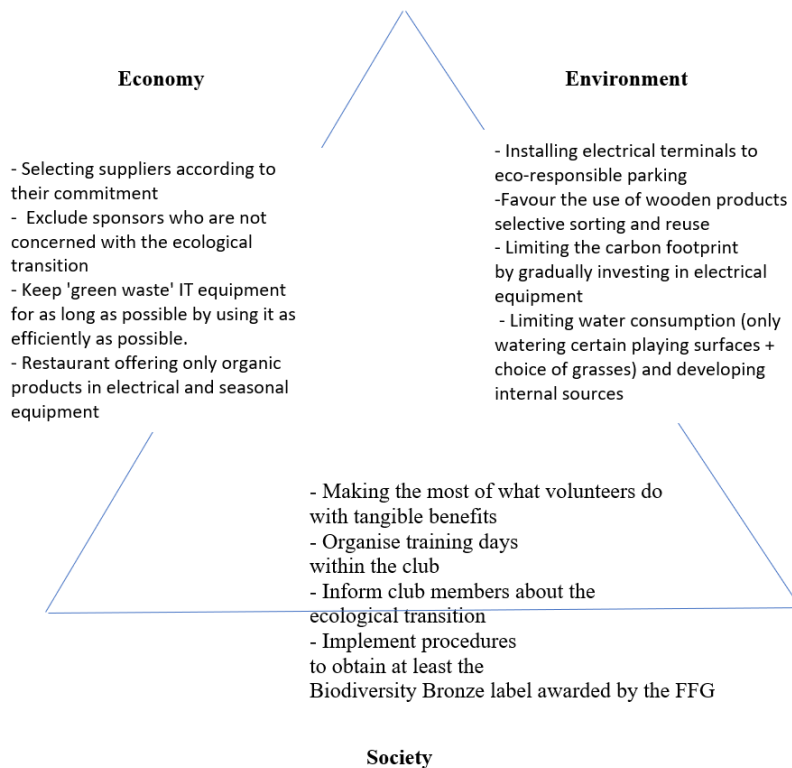 Economy
- Selecting suppliers according to
their commitment
- Exclude sponsors who are not
concerned with the ecological
transition
- Keep 'green waste' IT equipment
for as long as possible by using it as
efficiently as possible.
- Restaurant offering only organic
products in electrical and seasonal
equipment
Environment
- Installing electrical terminals to
eco-responsible parking
-Favour the use of wooden products
selective sorting and reuse
- Limiting the carbon footprint
by gradually investing in electrical
equipment
- Limiting water consumption (only
watering certain playing surfaces +
choice of grasses) and developing
internal sources
- Making the most of what volunteers do
with tangible benefits
- Organise training days
within the club
- Inform club members about the
ecological transition
- Implement procedures
to obtain at least the
Biodiversity Bronze label awarded by the FFG
Society